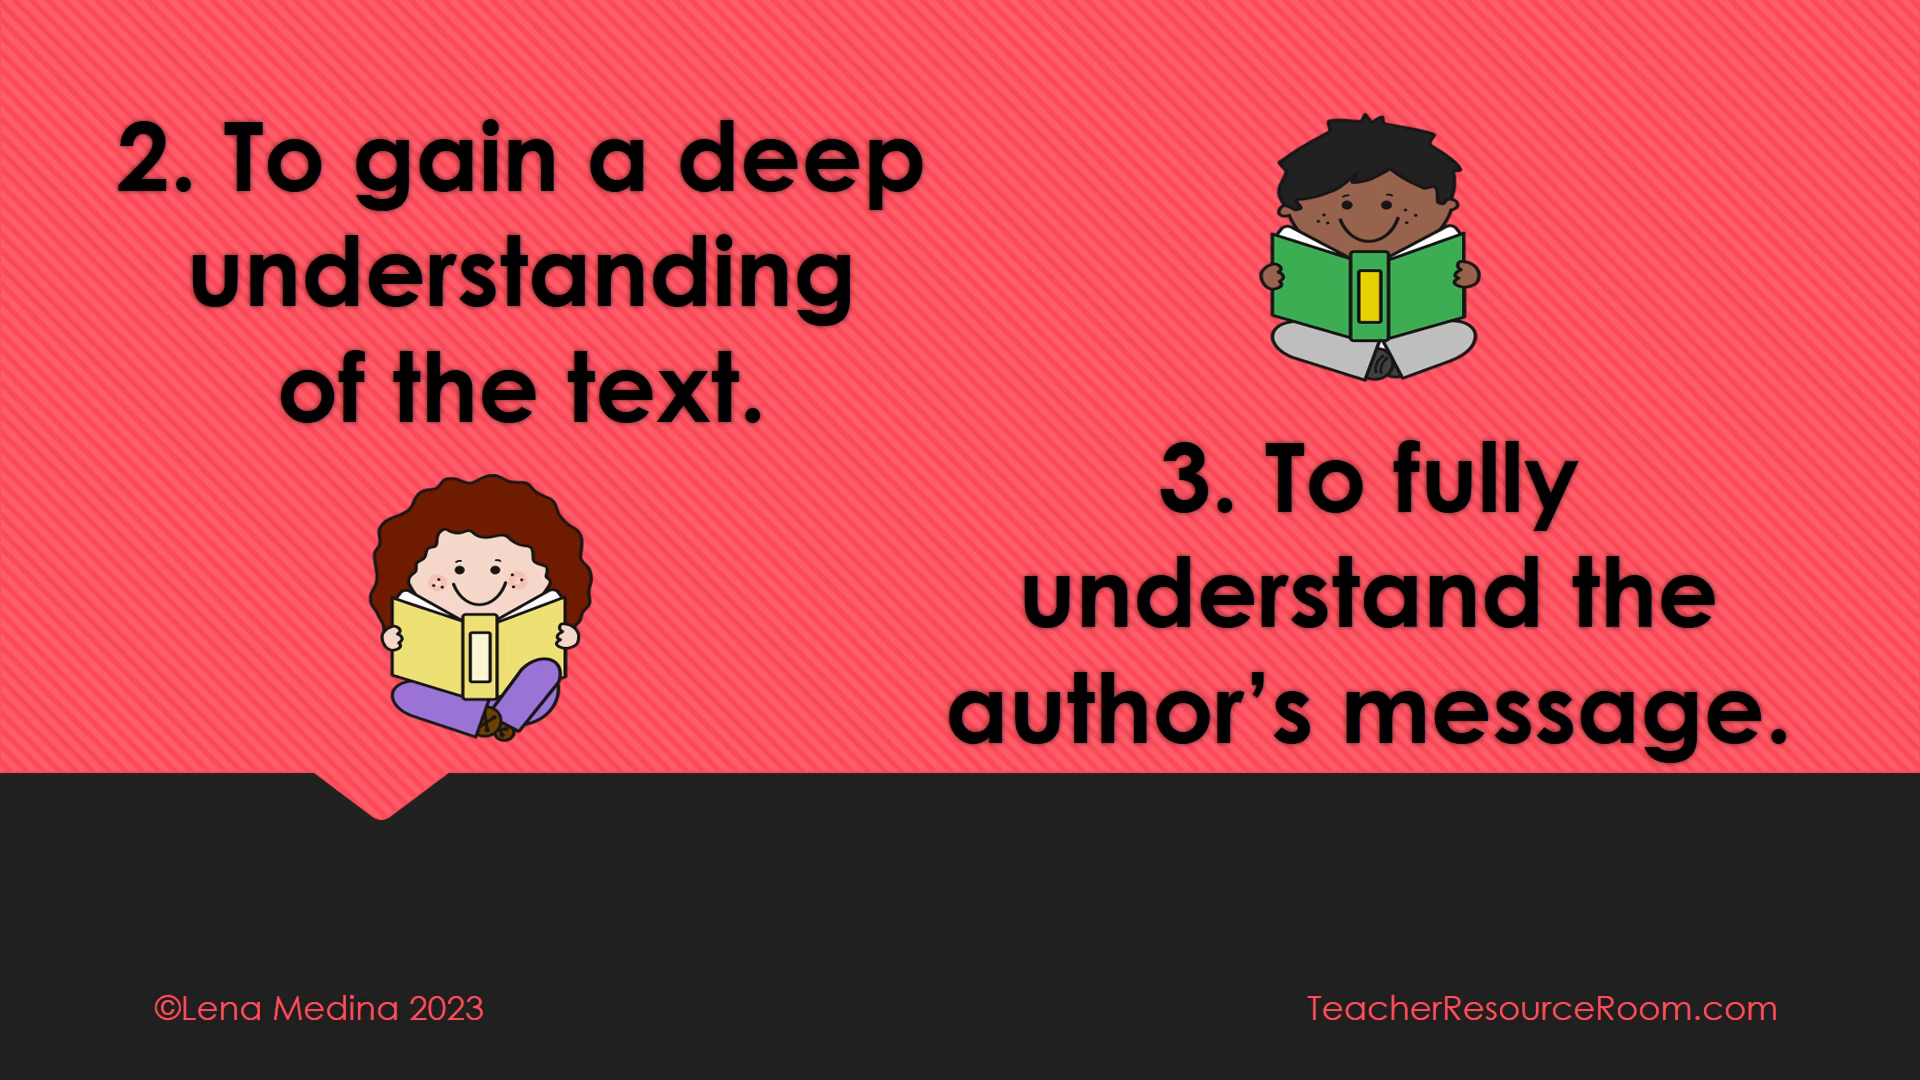 2. To gain a deep
understanding
of the text.
3. To fully
understand the
author’s message.
©Lena Medina 2023
TeacherResourceRoom.com